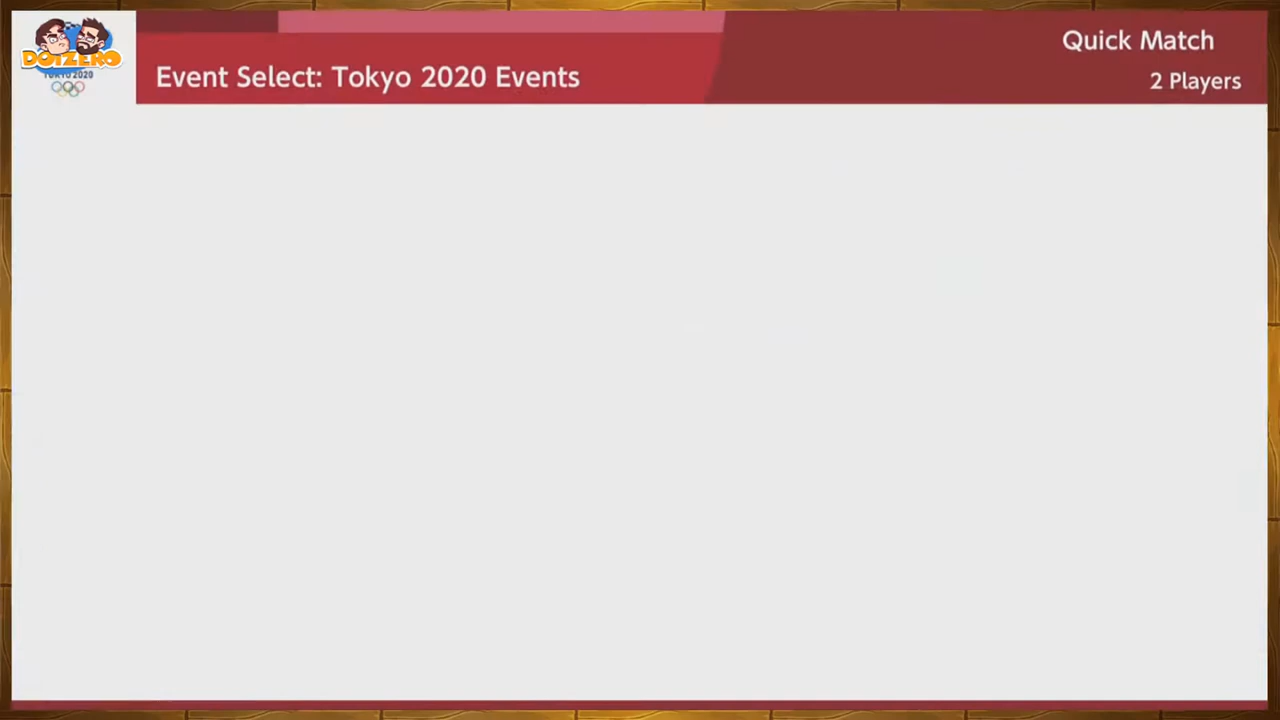 DOIZERO
TOKYO 2020
Event Select: Tokyo 2020 Events
Quick Match
2 Players